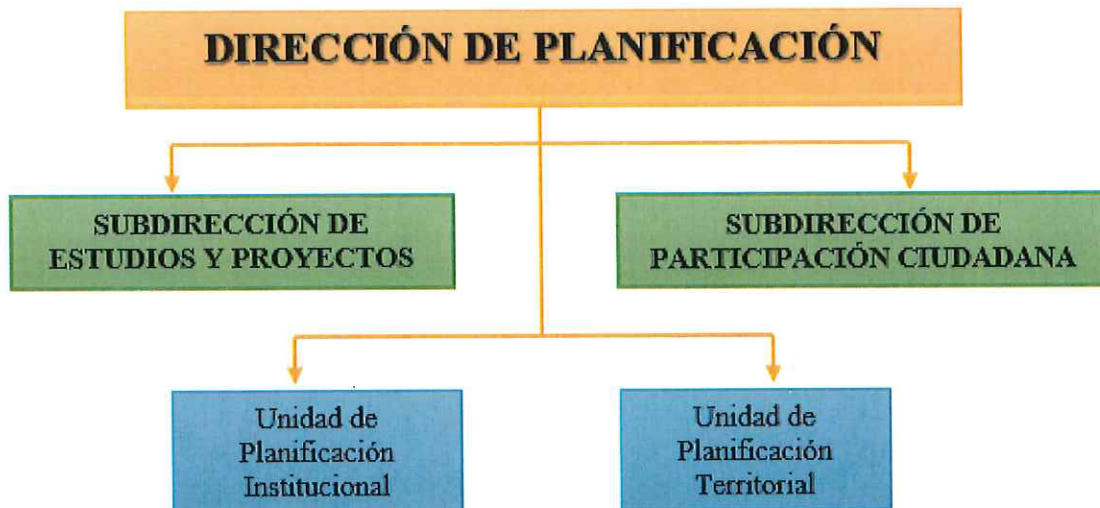 DIRECCIÓN DE PLANIFICACIÓN
SUBDIRECCIÓN DE
ESTUDIOS Y PROYECTOS
SUBDIRECCIÓN DE
PARTICIPACIÓN CIUDADANA
Unidad de
Planificación
Institucional
Unidad de
Planificación
Territorial